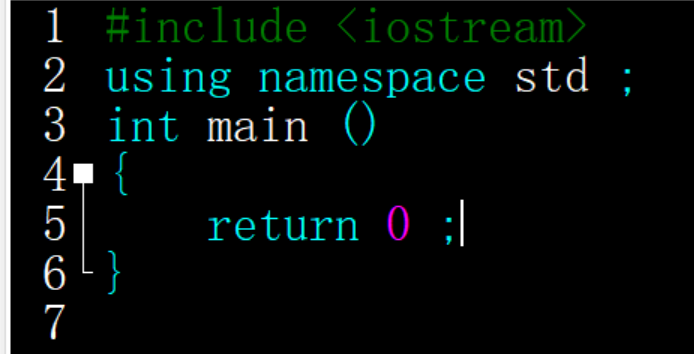 1 #include <iostream>
2 using namespace std ;
3 int main ()
4 {
5 return 0 ;
6 }
7